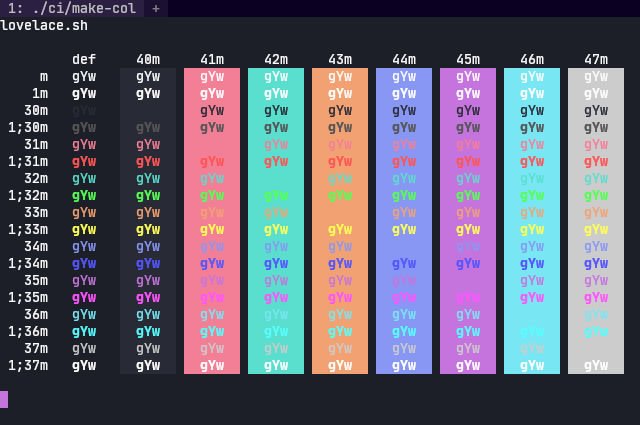 1: ./ci/make-col +
lovelace.sh
def 40m 41m 42m 43m 44m 45m 46m 47m
m gYw gYw gYw gYw gYw gYw gYw gYw gYw
1m gYw gYw gYw gYw gYw gYw gYw gYw gYw
30m gYw gYw gYw gYw gYw gYw gYw gYw
1;30m gYw gYw gYw gYw gYw gYw gYw gYw gYw
31m gYw gYw gYw gYw gYw gYw gYw gYw
1;31m gYw gYw gYw gYw gYw gYw gYw gYw gYw
32m gYw gYw gYw gYw gYw gYw gYw gYw
1;32m gYw gYw gYw gYw gYw gYw gYw gYw gYw
33m gYw gYw gYw gYw gYw gYw gYw gYw
1;33m gYw gYw gYw gYw gYw gYw gYw gYw gYw
34m gYw gYw gYw gYw gYw gYw gYw gYw
1;34m gYw gYw gYw gYw gYw gYw gYw gYw gYw
35m gYw gYw gYw gYw gYw gYw gYw gYw
1;35m gYw gYw gYw gYw gYw gYw gYw gYw gYw
36m gYw gYw gYw gYw gYw gYw gYw gYw
1;36m gYw gYw gYw gYw gYw gYw gYw gYw gYw
37m gYw gYw gYw gYw gYw gYw gYw gYw
1;37m gYw gYw gYw gYw gYw gYw gYw gYw gYw